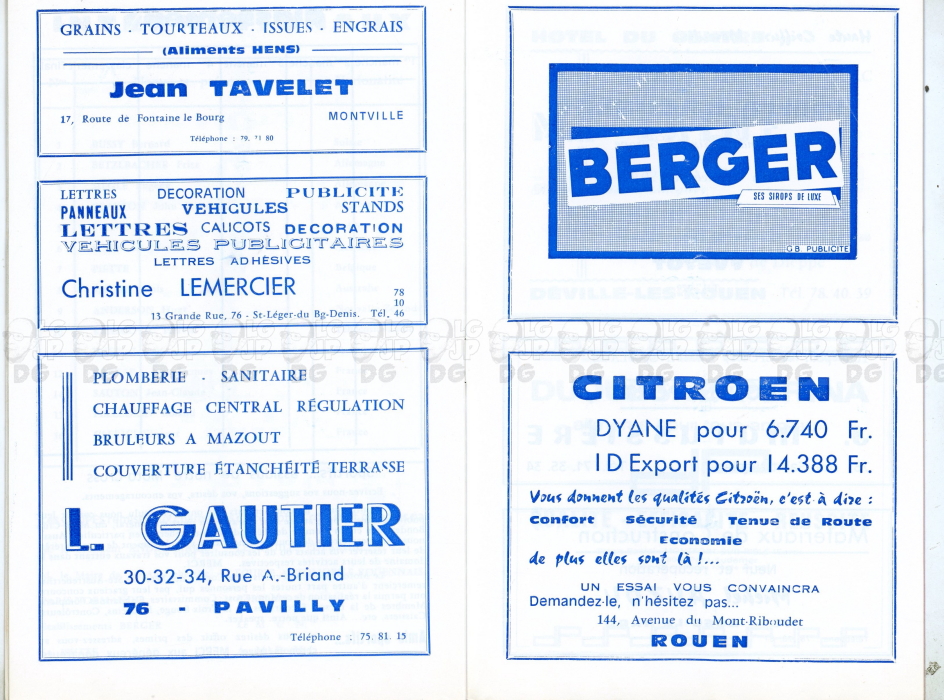 GRAINS · TOURTEAUX · ISSUES · ENGRAIS
(Aliments HENS)
Jean TAVELET
17, Route de Fontaine le Bourg MONTVILLE
Téléphone : 79. 71 80
LETTRES DECORATION PUBLICITE
PANNEAUX VEHICULES STANDS
LETTRES CALICOTS DECORATION
VEHICULES PUBLICITAIRES
LETTRES ADHESIVES
Christine LEMERCIER
78
10
13 Grande Rue, 76 - St-Léger-du Bg-Denis. Tél, 46
PLOMBERIE · SANITAIRE
CHAUFFAGE CENTRAL RÉGULATION
BRULEURS A MAZOUT
COUVERTURE ÉTANCHÉITÉ TERRASSE
L. GAUTIER
30-32-34, Rue A.-Briand
76 - PAVILLY
Téléphone : 75. 81. 15
BERGER
SES SIROPS DE LUXE
G B PUBLICITE
CITROEN
DYANE pour 6.740 Fr.
I D Export pour 14.388 Fr.
Vous donnent les qualités Citroën, c'est à dire :
Confort Sécurité Tenue de Route
Economie
de plus elles sont là !...
UN ESSAI VOUS CONVAINCRA
Demandez-le, n'hésitez pas...
144, Avenue du Mont-Riboudet
ROUEN